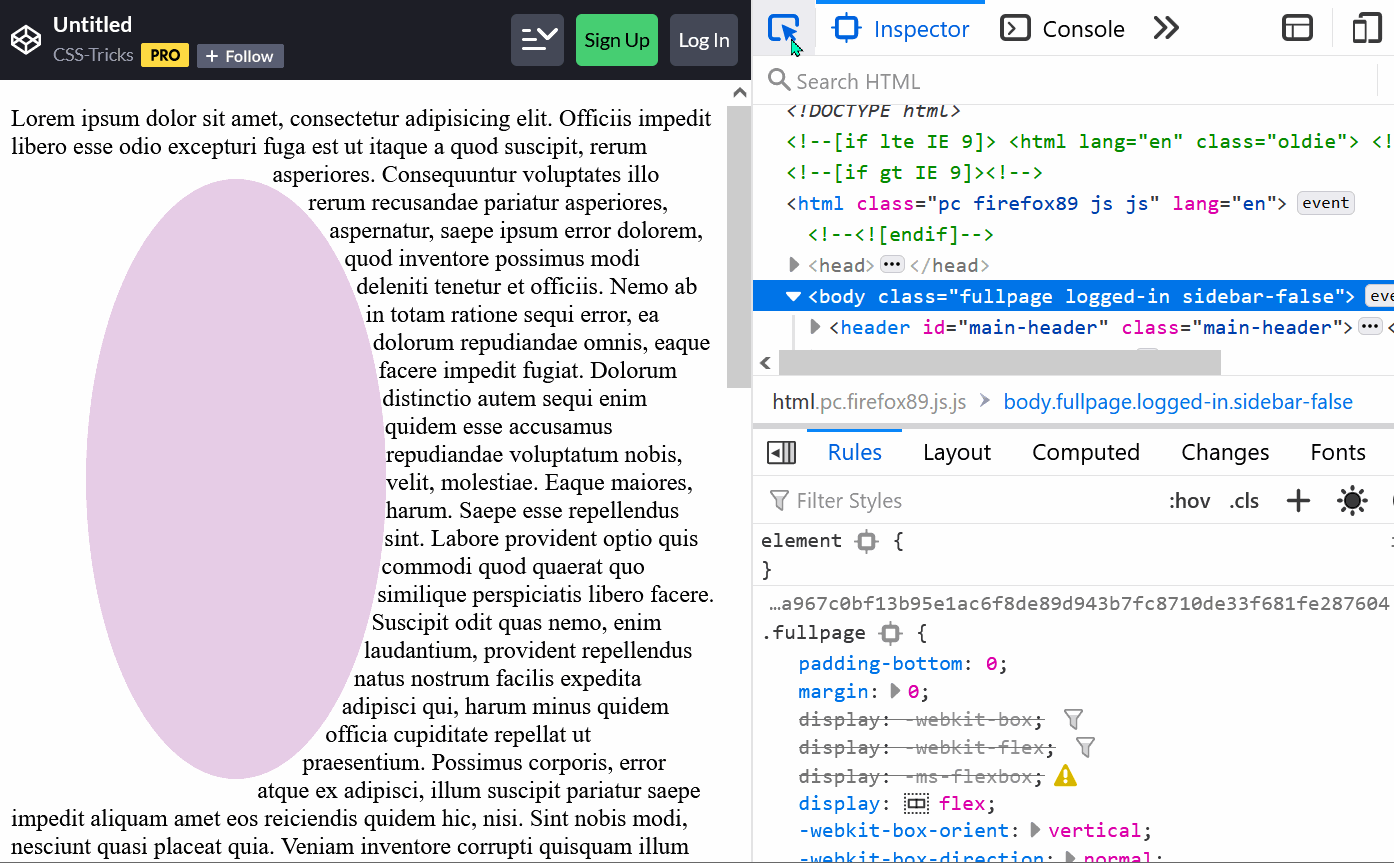 Untitled
CSS-Tricks PRO + Follow
Sign Up
Log In
Lorem ipsum dolor sit amet, consectetur adipisicing elit. Officiis impedit
libero esse odio excepturi fuga est ut itaque a quod suscipit, rerum
asperiores. Consequuntur voluptates illo
rerum recusandae pariatur asperiores,
aspernatur, saepe ipsum error dolorem,
quod inventore possimus modi
deleniti tenetur et officiis. Nemo ab
in totam ratione sequi error, ea
dolorum repudiandae omnis, eaque
facere impedit fugiat. Dolorum
distinctio autem sequi enim
quidem esse accusamus
repudiandae voluptatum nobis,
velit, molestiae. Eaque maiores,
harum. Saepe esse repellendus
sint. Labore provident optio quis
commodi quod quaerat quo
similique perspiciatis libero facere.
Suscipit odit quas nemo, enim
laudantium, provident repellendus
natus nostrum facilis expedita
adipisci qui, harum minus quidem
officia cupiditate repellat ut
praesentium. Possimus corporis, error
atque ex adipisci, illum suscipit pariatur saepe
impedit aliquam amet eos reiciendis quidem hic, nisi. Sint nobis modi,
nesciunt quasi placeat quia. Veniam inventore corrupti quisquam illum
Inspector
Console
Search HTML
<!DOCTYPE html>
<!--[if lte IE 9]> <html lang="en" class="oldie"> <!
<!--[if gt IE 9]><!-->
<html class="pc firefox89 js js" lang="en"> event
<!--<![endif]-->
<head> ••• </head>
<body class="fullpage logged-in sidebar-false"> eve
<header id="main-header" class="main-header"> ••• <
html.pc.firefox89.js.js > body.fullpage.logged-in.sidebar-false
Rules Layout Computed Changes Fonts
Filter Styles :hov .cls +
element {
}
…a967c0bf13b95e1ac6f8de89d943b7fc8710de33f681fe287604
.fullpage {
padding-bottom: 0;
margin: 0;
display: -webkit-box;
display: -webkit-flex;
display: -ms-flexbox;
display: flex;
-webkit-box-orient: vertical;
-webkit-box-direction: normal;